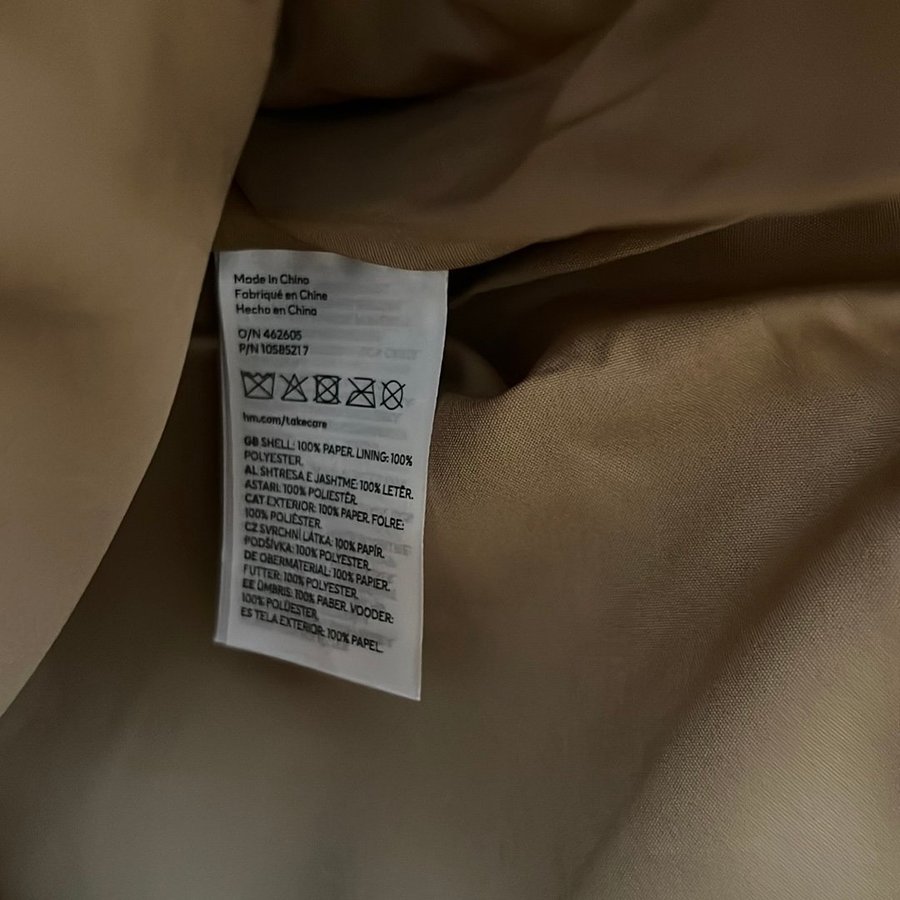 Made in China
Fabriqué en Chine
Hecho en China
O/N 462605
P/N 10585217
hm.com/takecare
GB SHELL: 100% PAPER. LINING: 100%
POLYESTER.
AL SHTRESA E JASHTME: 100% LETËR.
ASTARI: 100% POLIESTËR.
CAT EXTERIOR: 100% PAPER. FOLRE:
100% POLIÈSTER.
CZ SVRCHNÍ LÁTKA: 100% PAPÍR.
PODŠÍVKA: 100% POLYESTER.
DE OBERMATERIAL: 100% PAPIER.
FUTTER: 100% POLYESTER.
EE ÜMBRIS: 100% PABER. VOODER:
100% POLÜESTER.
ES TELA EXTERIOR: 100% PAPEL.